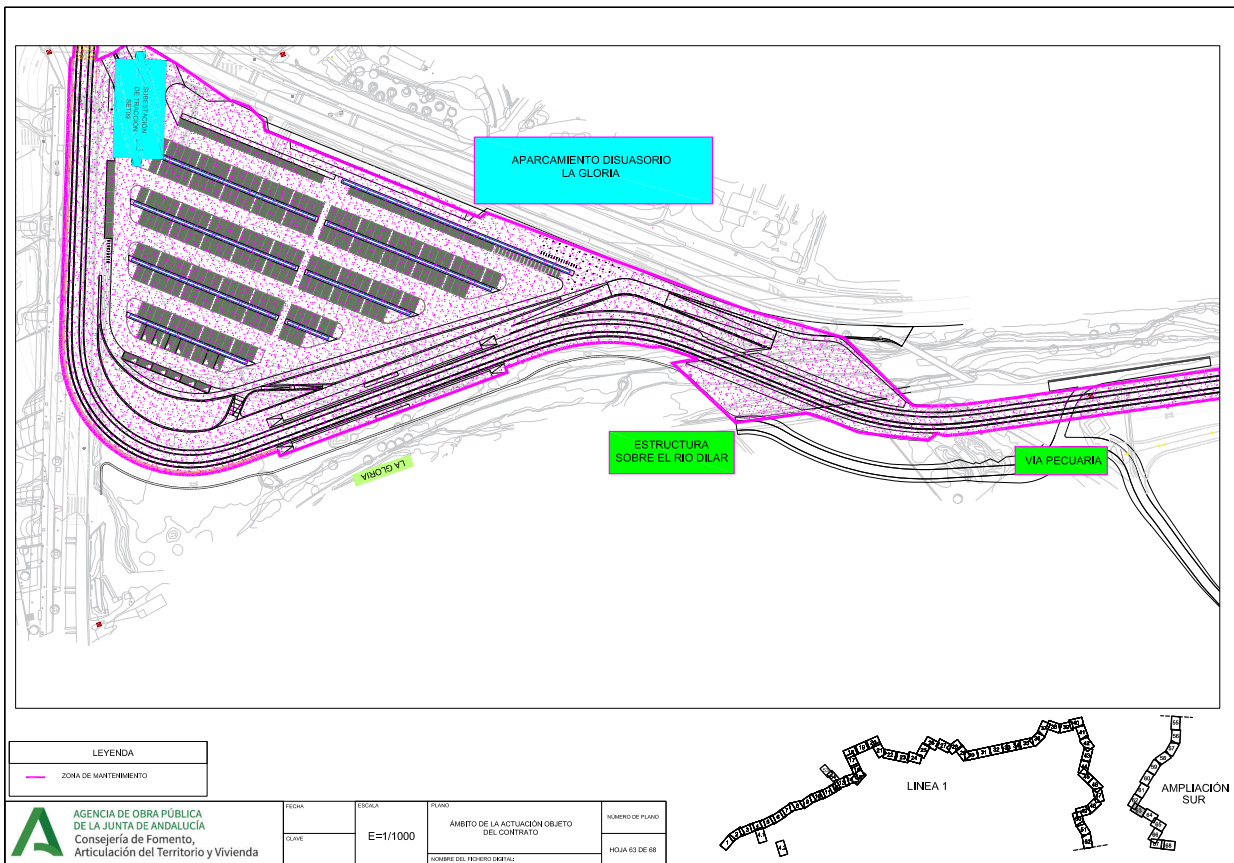 SUBESTACIÓN
DE TRACCIÓN
APARCAMIENTO DISUASORIO
LA GLORIA
ESTRUCTURA
SOBRE EL RIO DILAR
VÍA PECUARIA
LA GLORIA
LEYENDA
ZONA DE MANTENIMIENTO
AGENCIA DE OBRA PÚBLICA
DE LA JUNTA DE ANDALUCÍA
Consejería de Fomento,
Articulación del Territorio y Vivienda
FECHA
CLAVE
ESCALA
E=1/1000
PLANO
ÁMBITO DE LA ACTUACIÓN OBJETO
DEL CONTRATO
NOMBRE DEL FICHERO DIGITAL:
NÚMERO DE PLANO
HOJA 63 DE 68
LINEA 1
AMPLIACIÓN
SUR